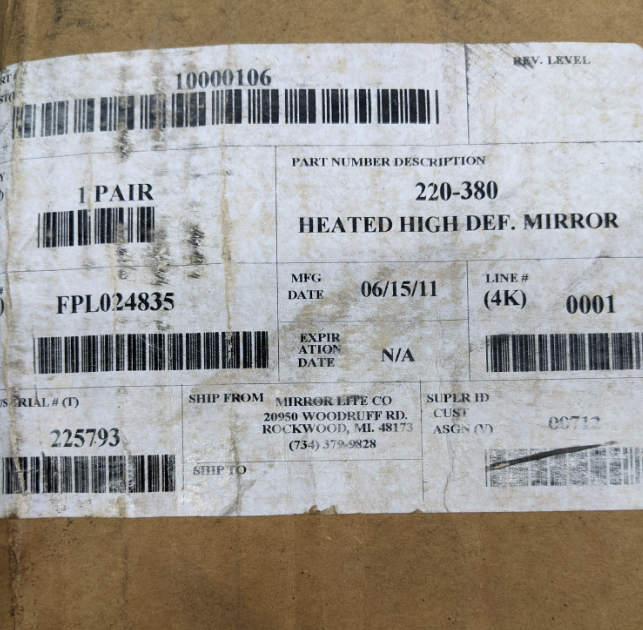 10000106
REV. LEVEL
PART NUMBER DESCRIPTION
1 PAIR
220-380
HEATED HIGH DEF. MIRROR
MFG
DATE
06/15/11
LINE #
(4K)
0001
FPL024835
EXPIR
ATION
DATE
N/A
SHIP FROM
MIRROR LITE CO
20950 WOODRUFF RD.
ROCKWOOD, MI. 48173
(734) 379-9828
SUPLR ID
CUST
ASGN (V)
00712
RIAL # (T)
225793
SHIP TO